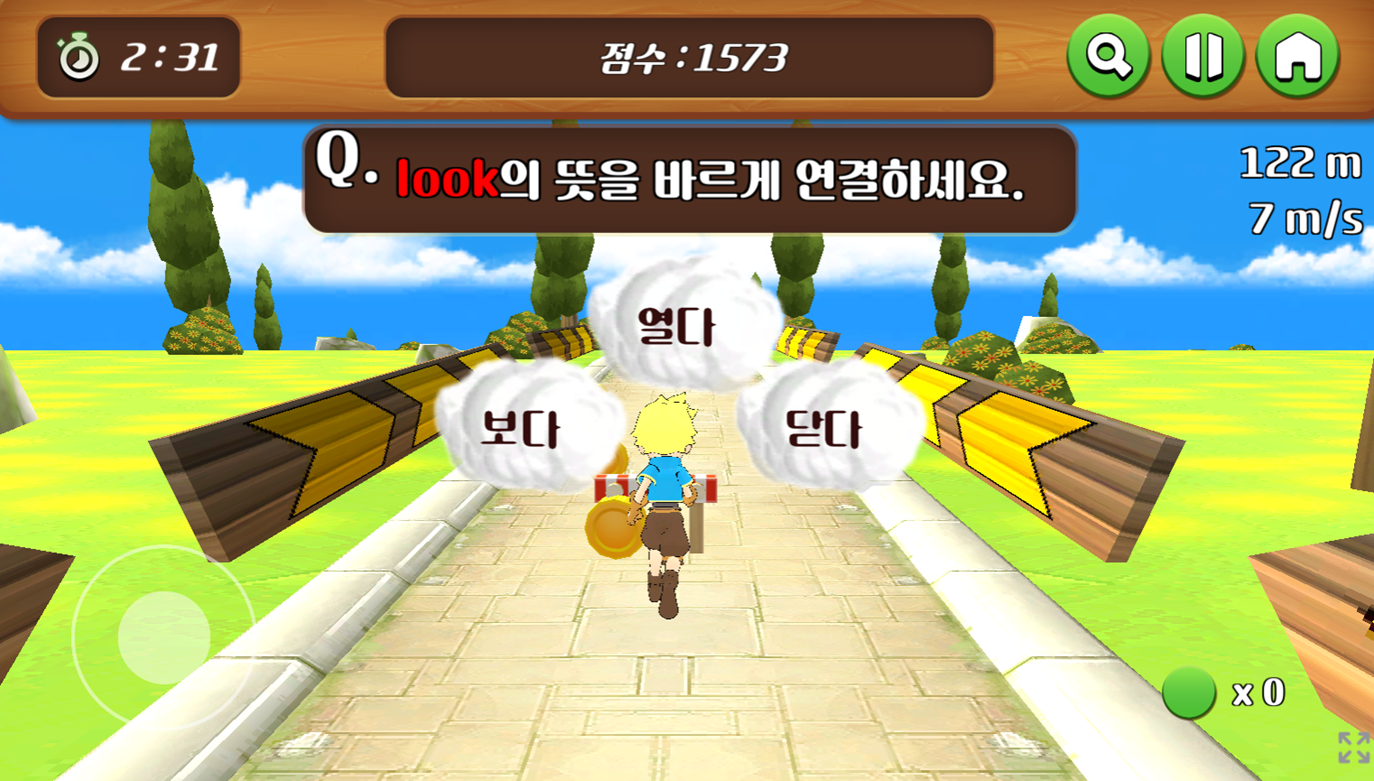 2 : 31
점수 : 1573
Q. look의 뜻을 바르게 연결하세요.
122 m
7 m/s
열다
보다
닫다
x 0